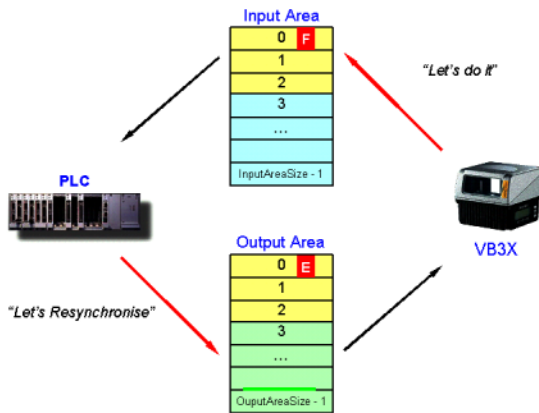 Input Area
0 F
1
2
3
...
InputAreaSize - 1
"Let's do it"
PLC
VB3X
Output Area
0 E
1
2
3
...
OuputAreaSize - 1
"Let's Resynchronise"